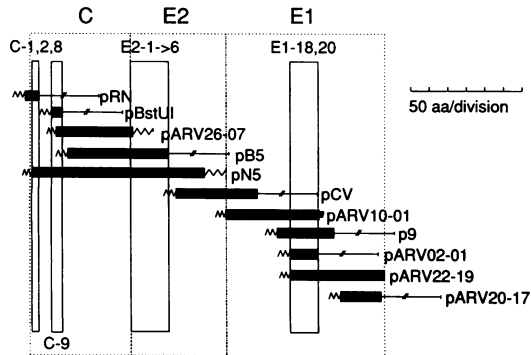 C E2 E1
C-1,2,8 E2-1->6 E1-18,20
pRN
50 aa/division
pBstUI
pARV26-07
pB5
pN5
pCV
pARV10-01
p9
pARV02-01
pARV22-19
pARV20-17
C-9